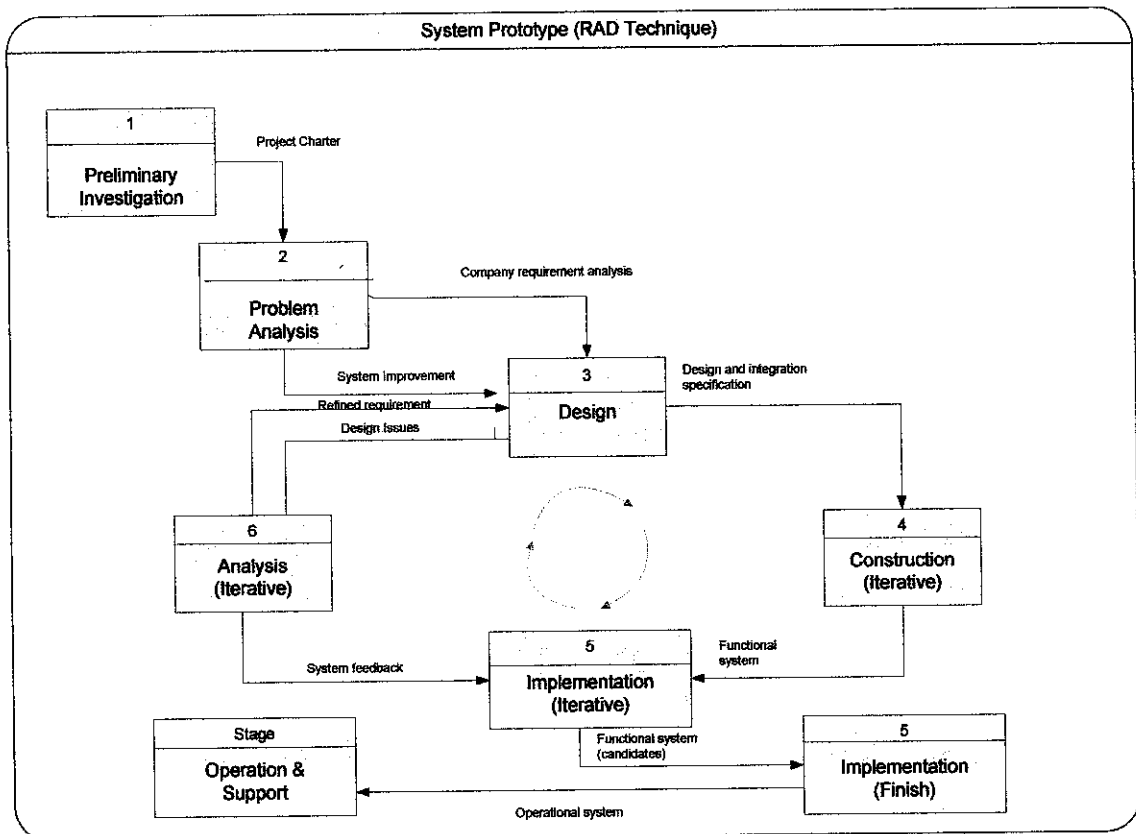 System Prototype (RAD Technique)
1
Preliminary
Investigation
Project Charter
2
Problem
Analysis
Company requirement analysis
System improvement
Refined requirement
Design Issues
3
Design
Design and integration
specification
6
Analysis
(Iterative)
4
Construction
(Iterative)
System feedback
5
Implementation
(Iterative)
Functional
system
Stage
Operation &
Support
Functional system
(candidates)
5
Implementation
(Finish)
Operational system